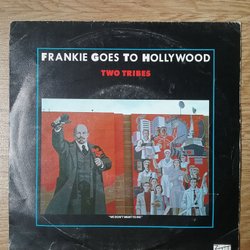 FRANKIE GOES TO HOLLYWOOD
TWO TRIBES
"WE DON'T WANT TO DIE"